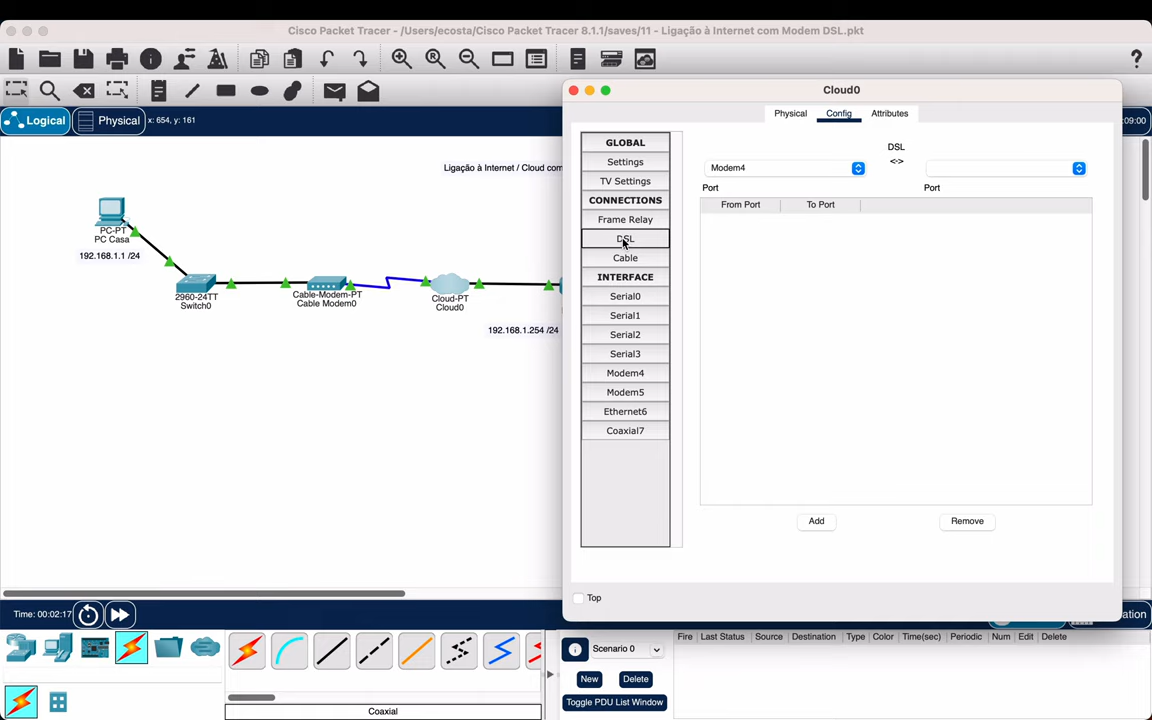 Cisco Packet Tracer - /Users/ecosta/Cisco Packet Tracer 8.1.1/saves/11 - Ligação à Internet com Modem DSL.pkt
Logical
Physical
x: 654, y: 161
:09:00
Ligação à Internet / Cloud com
PC-PT
PC Casa
192.168.1.1 /24
2960-24TT
Switch0
Cable-Modem-PT
Cable Modem0
Cloud-PT
Cloud0
192.168.1.254 /24
Cloud0
Physical Config Attributes
GLOBAL
Settings
TV Settings
CONNECTIONS
Frame Relay
DSL
Cable
INTERFACE
Serial0
Serial1
Serial2
Serial3
Modem4
Modem5
Ethernet6
Coaxial7
DSL
<->
Modem4
Port Port
From Port To Port
Add Remove
Top
Time: 00:02:17
Coaxial
Scenario 0
New Delete
Toggle PDU List Window
Fire Last Status Source Destination Type Color Time(sec) Periodic Num Edit Delete